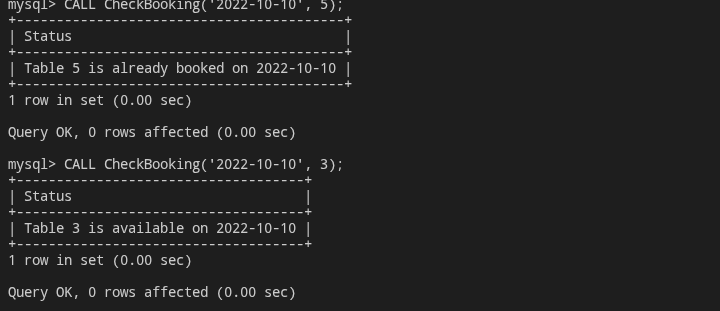 mysql> CALL CheckBooking('2022-10-10', 5);
+-----------------------------------------+
| Status                                  |
+-----------------------------------------+
| Table 5 is already booked on 2022-10-10 |
+-----------------------------------------+
1 row in set (0.00 sec)

Query OK, 0 rows affected (0.00 sec)

mysql> CALL CheckBooking('2022-10-10', 3);
+------------------------------------+
| Status                             |
+------------------------------------+
| Table 3 is available on 2022-10-10 |
+------------------------------------+
1 row in set (0.00 sec)

Query OK, 0 rows affected (0.00 sec)